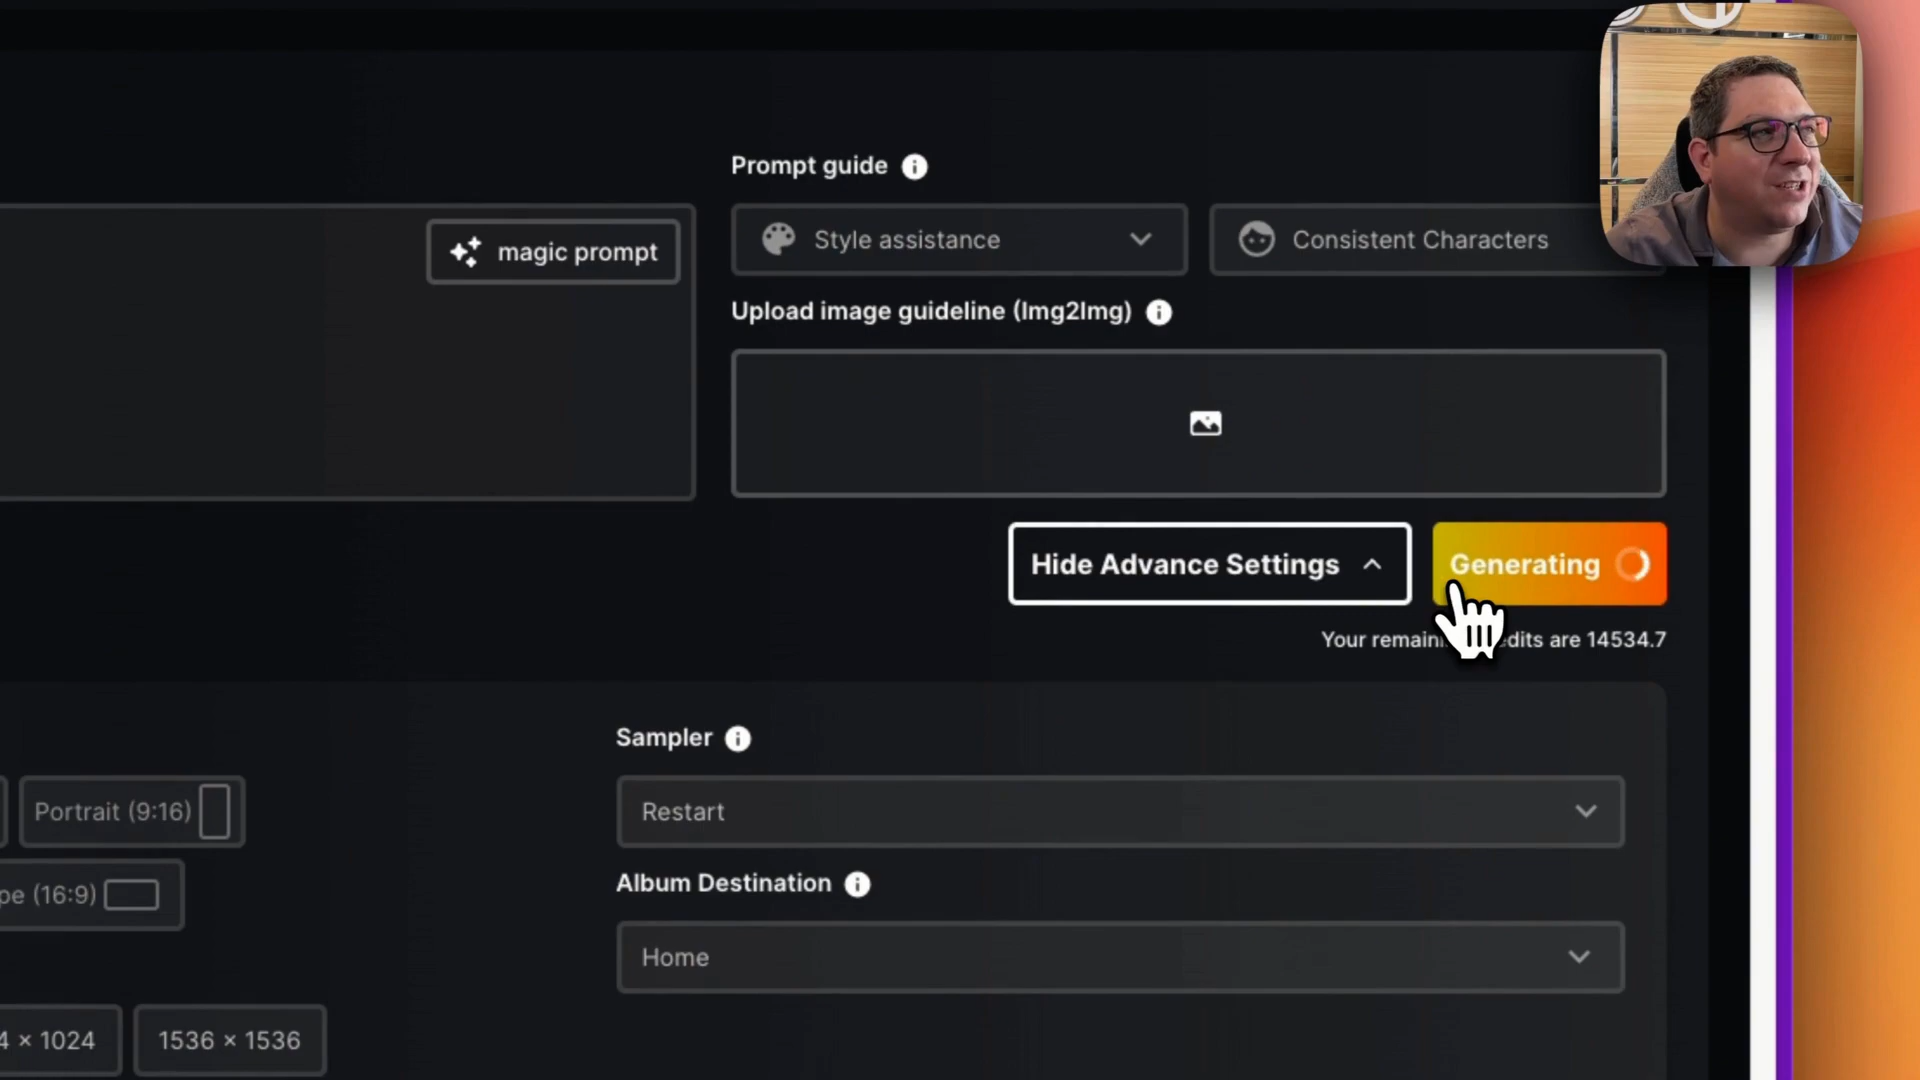 Prompt guide
magic prompt
Style assistance
Consistent Characters
Upload image guideline (Img2Img)
Hide Advance Settings
Generating
Your remain edits are 14534.7
Sampler
Portrait (9:16)
Restart
Album Destination
pe (16:9)
Home
4 × 1024
1536 × 1536